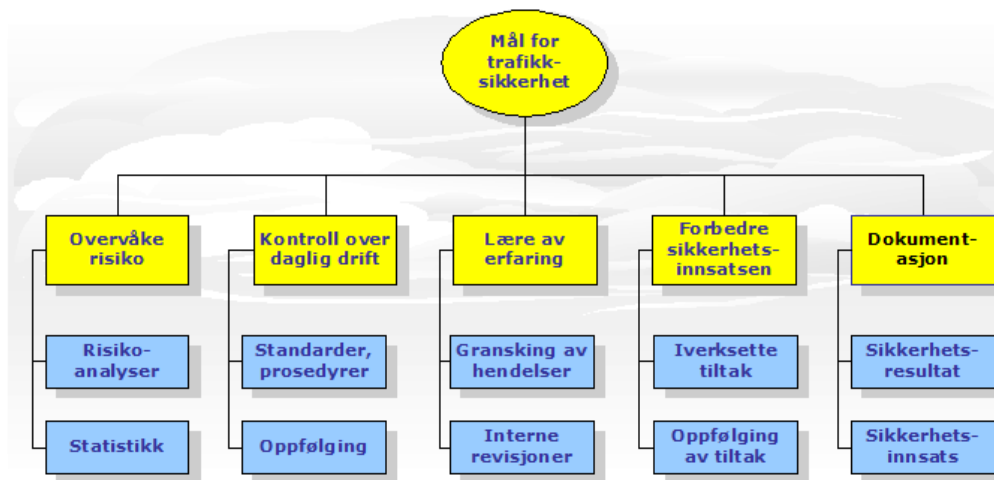 Mål for
trafikk-
sikkerhet
Overvåke
risiko
Kontroll over
daglig drift
Lære av
erfaring
Forbedre
sikkerhets-
innsatsen
Dokument-
asjon
Risiko-
analyser
Standarder,
prosedyrer
Gransking av
hendelser
Iverksette
tiltak
Sikkerhets-
resultat
Statistikk
Oppfølging
Interne
revisjoner
Oppfølging
av tiltak
Sikkerhets-
innsats